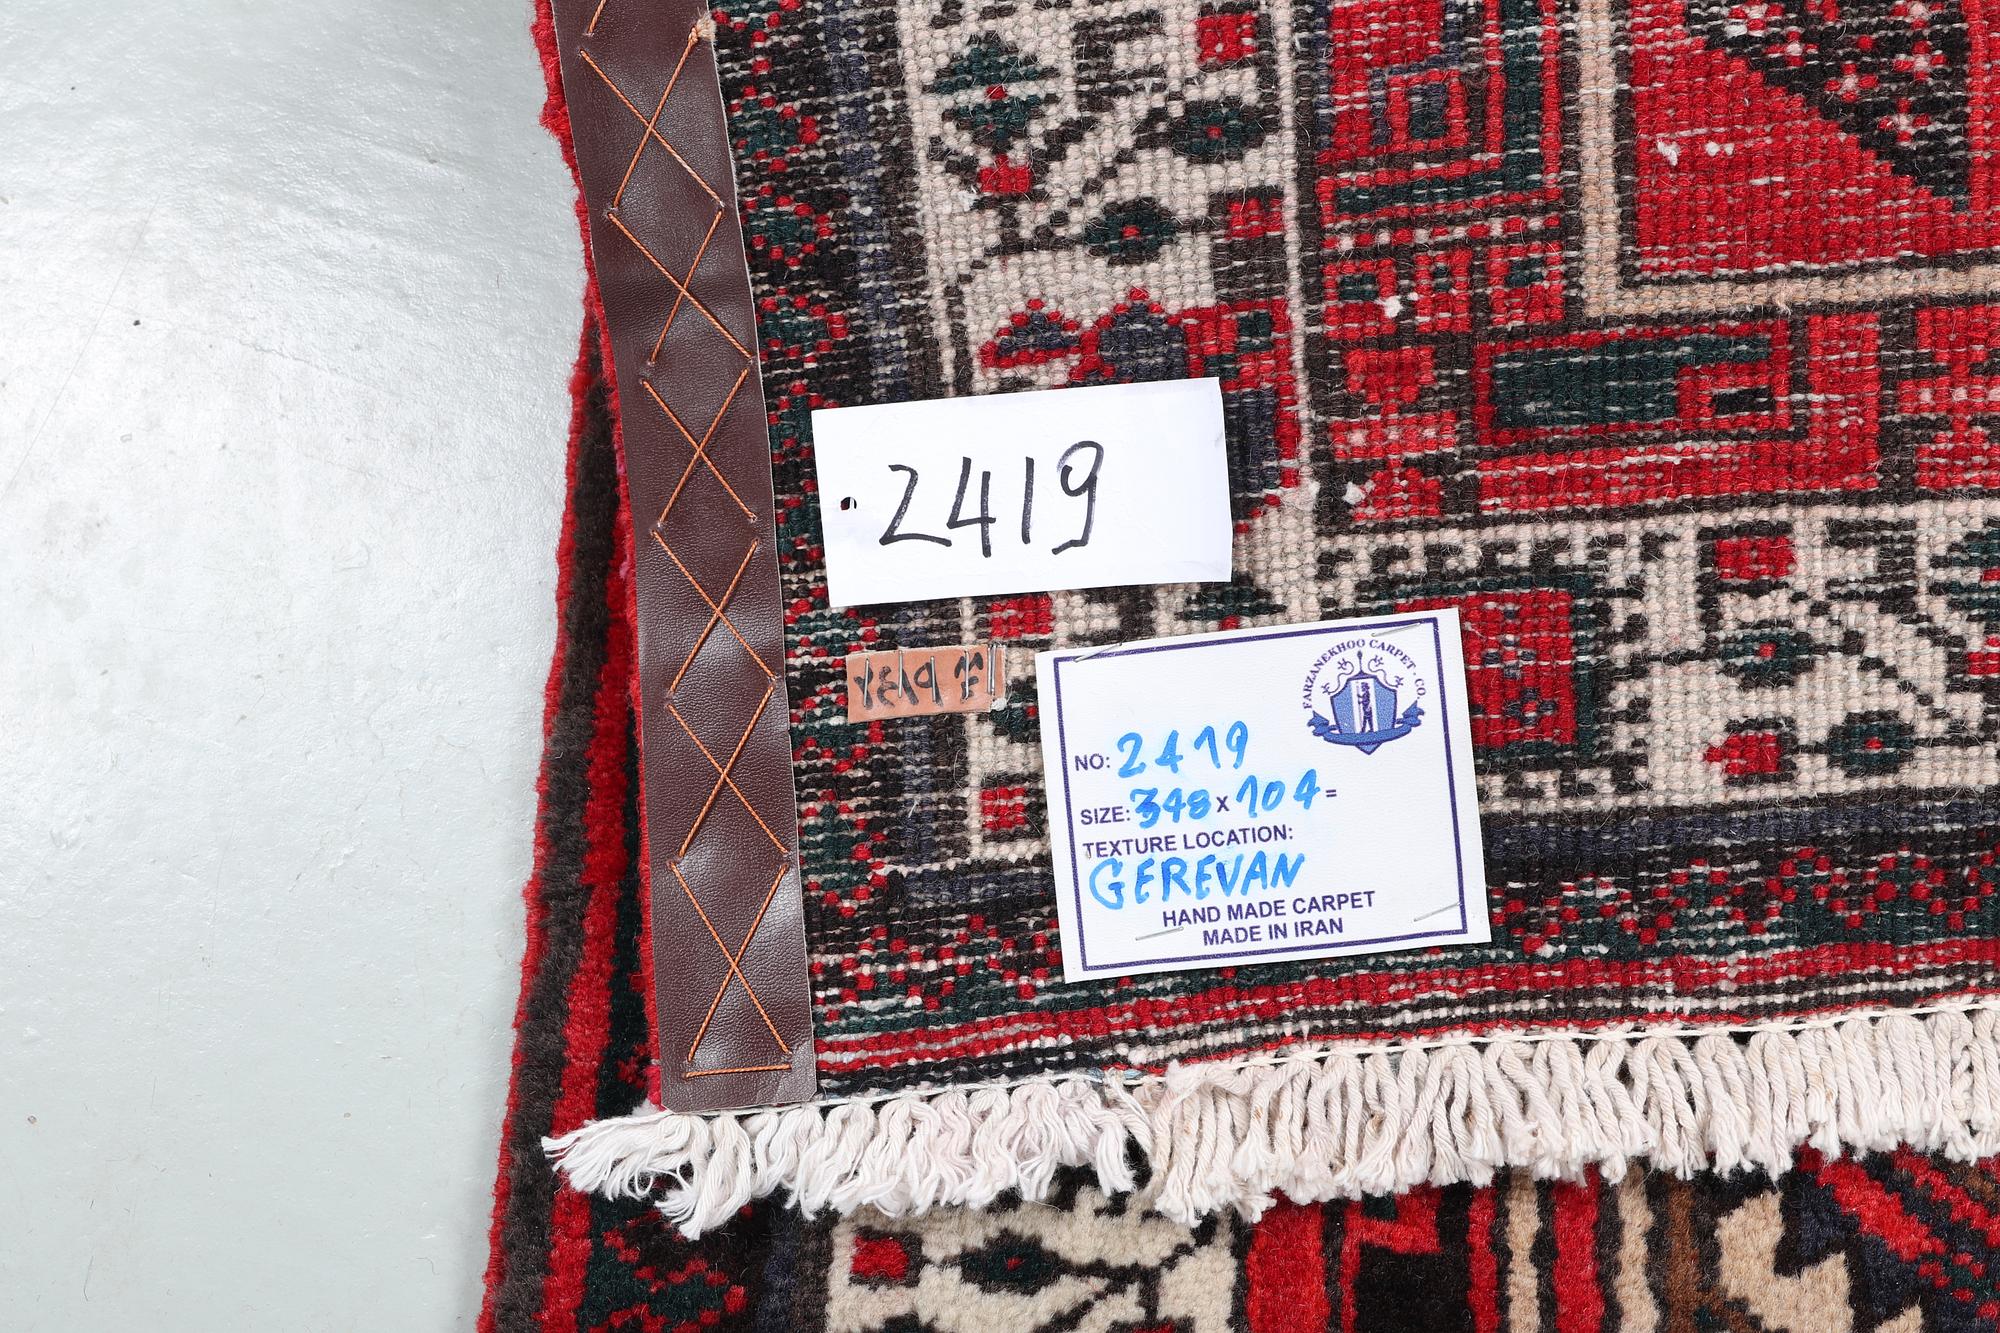 2419
FARZANEKHOO CARPET. CO.
NO: 2419
SIZE: 348 x 104 =
TEXTURE LOCATION:
GEREVAN
HAND MADE CARPET
MADE IN IRAN